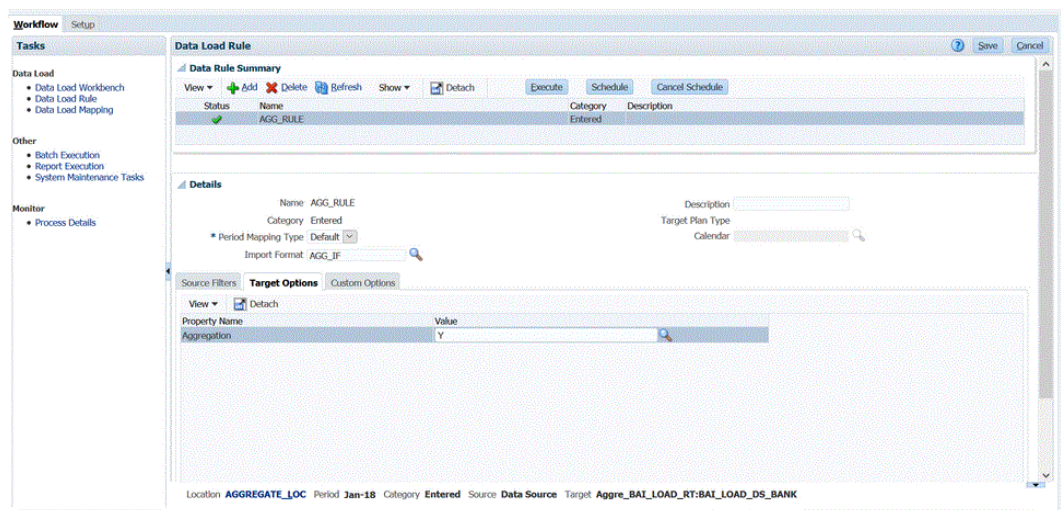 Workflow Setup
Tasks
Data Load
• Data Load Workbench
• Data Load Rule
• Data Load Mapping
Other
• Batch Execution
• Report Execution
• System Maintenance Tasks
Monitor
• Process Details
Data Load Rule ? Save Cancel
Data Rule Summary
View Add Delete Refresh Show Detach Execute Schedule Cancel Schedule
Status Name Category Description
AGG_RULE Entered
Details
Name AGG_RULE Description
Category Entered Target Plan Type
* Period Mapping Type Default Calendar
Import Format AGG_IF
Source Filters Target Options Custom Options
View Detach
Property Name Value
Aggregation Y
Location AGGREGATE_LOC Period Jan-18 Category Entered Source Data Source Target Aggre_BAI_LOAD_RT:BAI_LOAD_DS_BANK